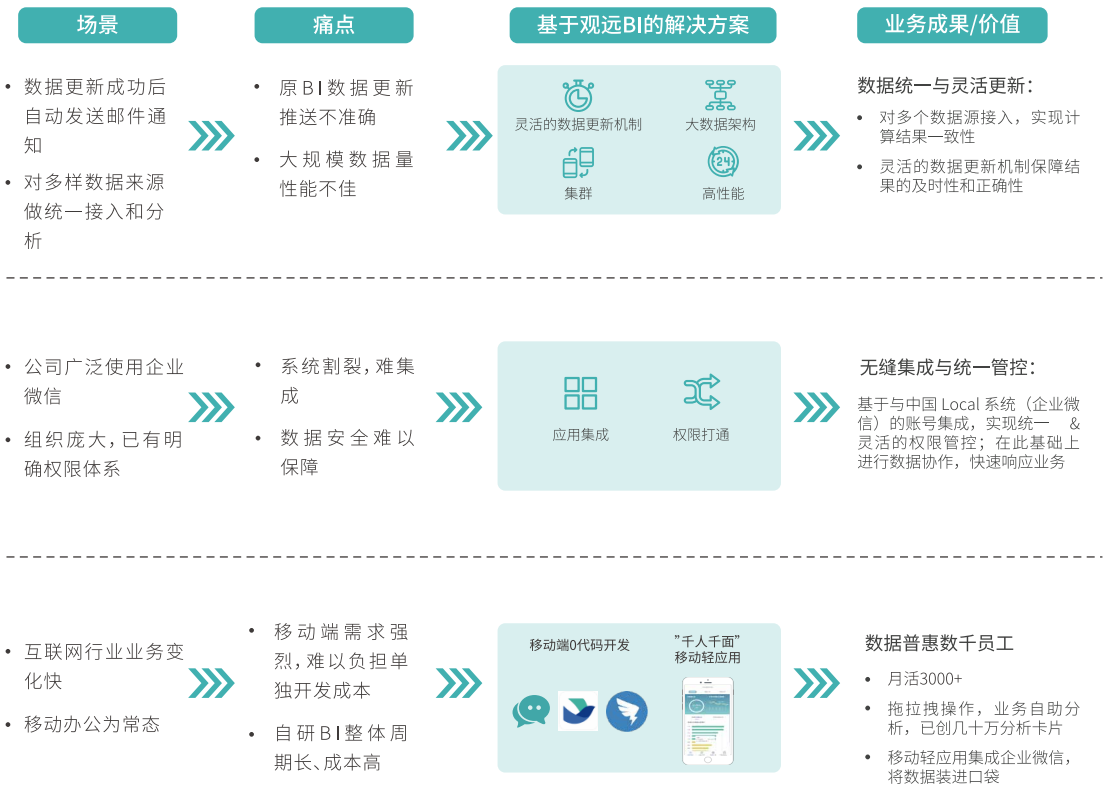 场景
痛点
基于观远BI的解决方案
业务成果/价值
• 数据更新成功后
自动发送邮件通
知
• 对多样数据来源
做统一接入和分
析
• 原BI数据更新
推送不准确
• 大规模数据量
性能不佳
灵活的数据更新机制
大数据架构
集群
24
高性能
数据统一与灵活更新：
• 对多个数据源接入，实现计
算结果一致性
• 灵活的数据更新机制保障结
果的及时性和正确性
• 公司广泛使用企业
微信
• 组织庞大，已有明
确权限体系
• 系统割裂，难集
成
• 数据安全难以
保障
应用集成
权限打通
无缝集成与统一管控：
基于与中国 Local 系统（企业微
信）的账号集成，实现统一 &
灵活的权限管控；在此基础上
进行数据协作，快速响应业务
• 互联网行业业务变
化快
• 移动办公为常态
• 移动端需求强
烈，难以负担单
独开发成本
• 自研BI整体周
期长、成本高
移动端0代码开发
”千人千面”
移动轻应用
数据普惠数千员工
• 月活3000+
• 拖拉拽操作，业务自助分
析，已创几十万分析卡片
• 移动轻应用集成企业微信，
将数据装进口袋